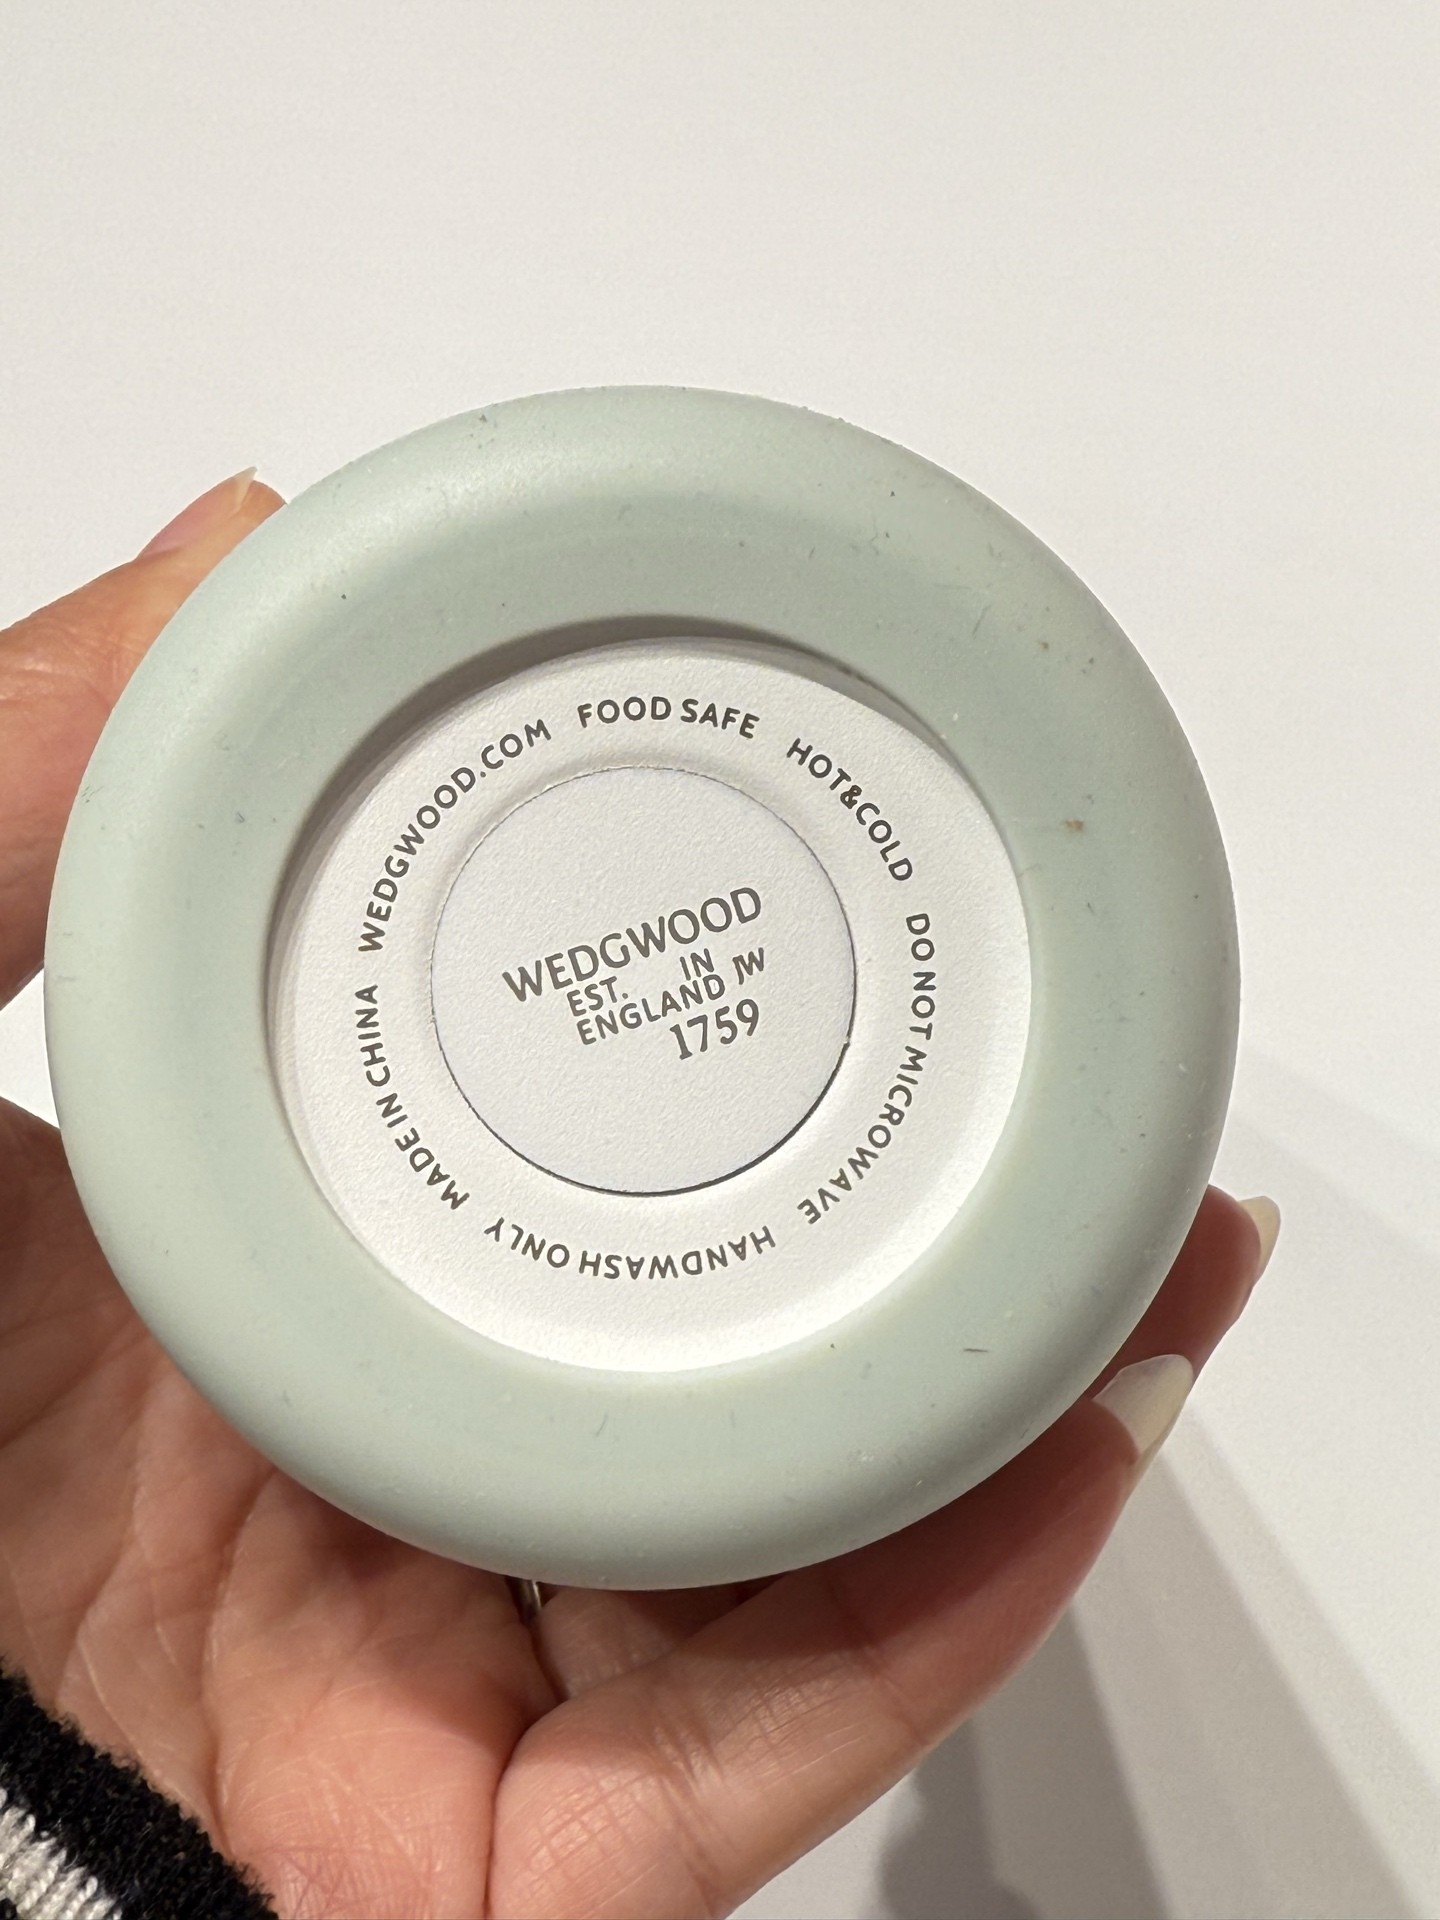 WEDGWOOD
EST. IN
ENGLAND JW
1759
WEDGWOOD.COM
FOOD SAFE
HOT&COLD
DO NOT MICROWAVE
HANDWASH ONLY
MADE IN CHINA